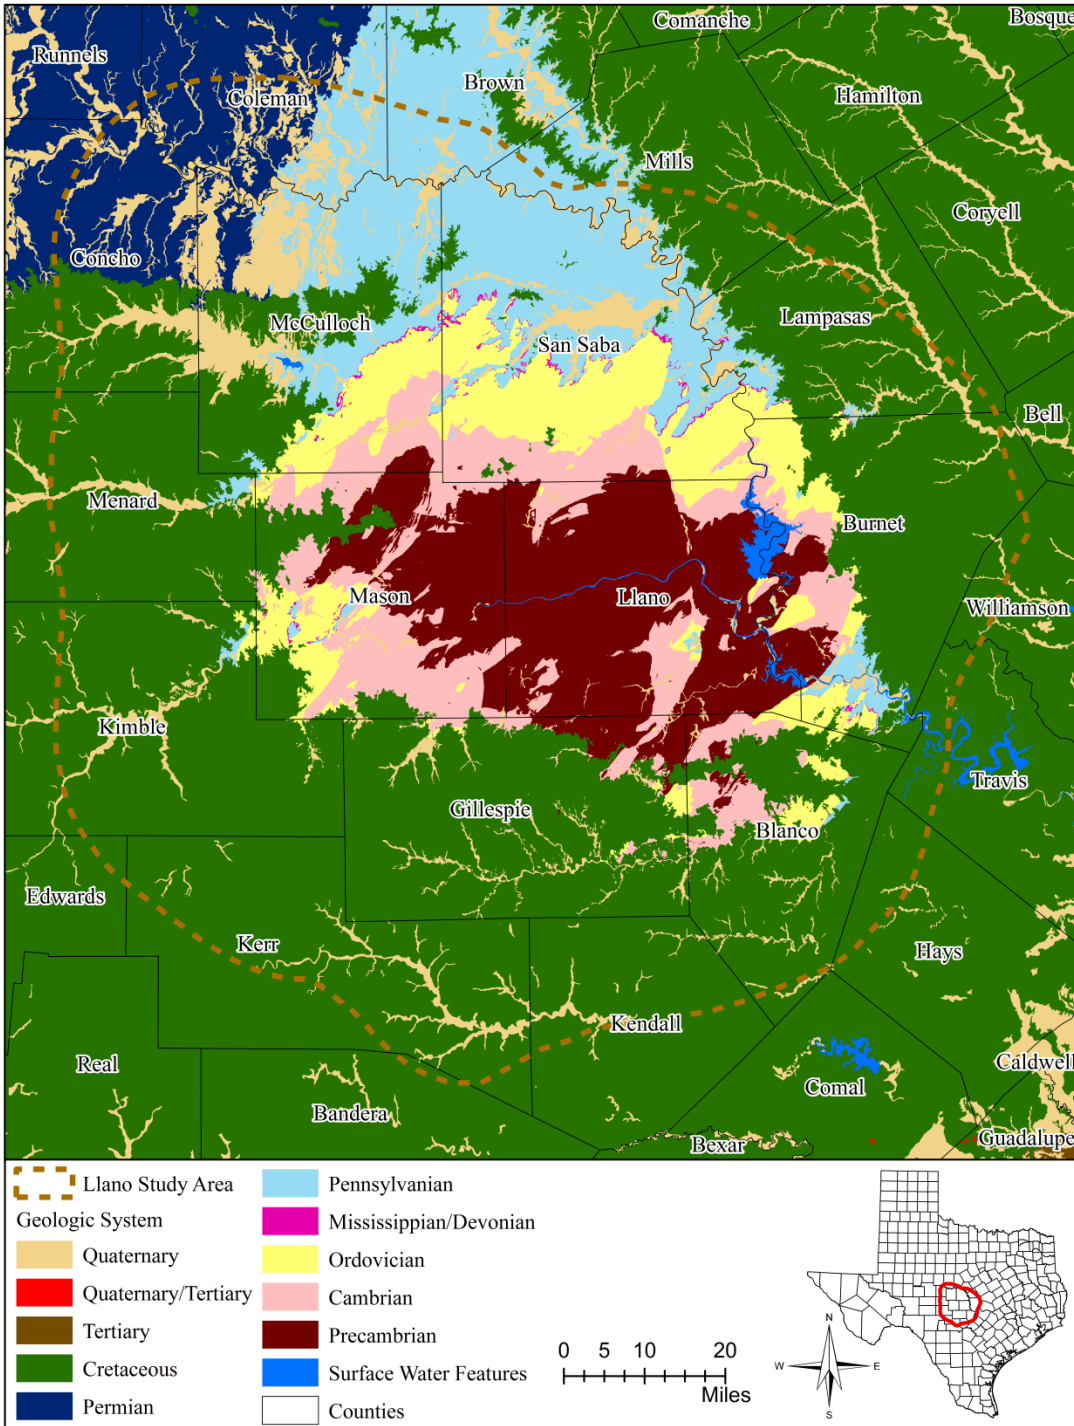 Comanche
Bosque
Runnels
Brown
Coleman
Hamilton
Mills
Coryell
Concho
Lampasas
McCulloch
San Saba
Bell
Menard
Burnet
Mason
Llano
Williamson
Kimble
Travis
Gillespie
Blanco
Edwards
Kerr
Hays
Kendall
Real
Caldwell
Comal
Bandera
Bexar
Guadalupe
Llano Study Area
Geologic System
Quaternary
Quaternary/Tertiary
Tertiary
Cretaceous
Permian
Pennsylvanian
Mississippian/Devonian
Ordovician
Cambrian
Precambrian
Surface Water Features
Counties
0 5 10 20
Miles
N
W E
S